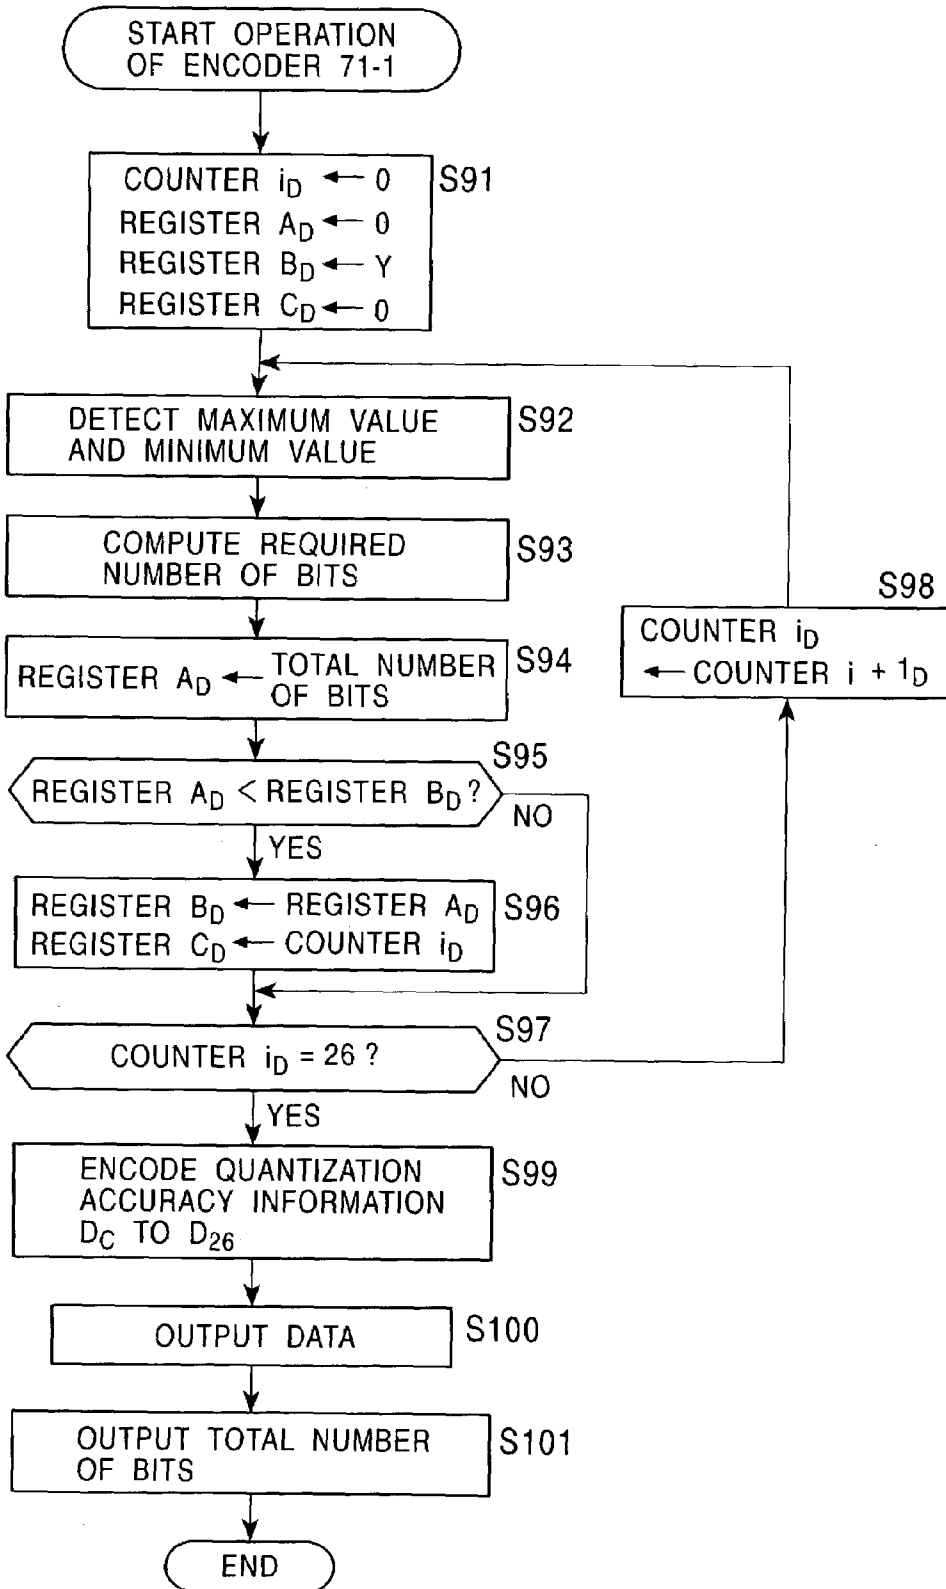 START OPERATION
OF ENCODER 71-1
COUNTER iD ← 0
S91
REGISTER AD ← 0
REGISTER BD ← Y
REGISTER CD ← 0
DETECT MAXIMUM VALUE
AND MINIMUM VALUE
S92
COMPUTE REQUIRED
NUMBER OF BITS
S93
REGISTER AD ← TOTAL NUMBER
OF BITS
S94
S95
REGISTER AD < REGISTER BD ?
NO
YES
REGISTER BD ← REGISTER AD
REGISTER CD ← COUNTER iD
S96
S97
COUNTER iD = 26 ?
NO
YES
S98
COUNTER iD
← COUNTER i + 1D
ENCODE QUANTIZATION
ACCURACY INFORMATION
DC TO D26
S99
OUTPUT DATA
S100
OUTPUT TOTAL NUMBER
OF BITS
S101
END